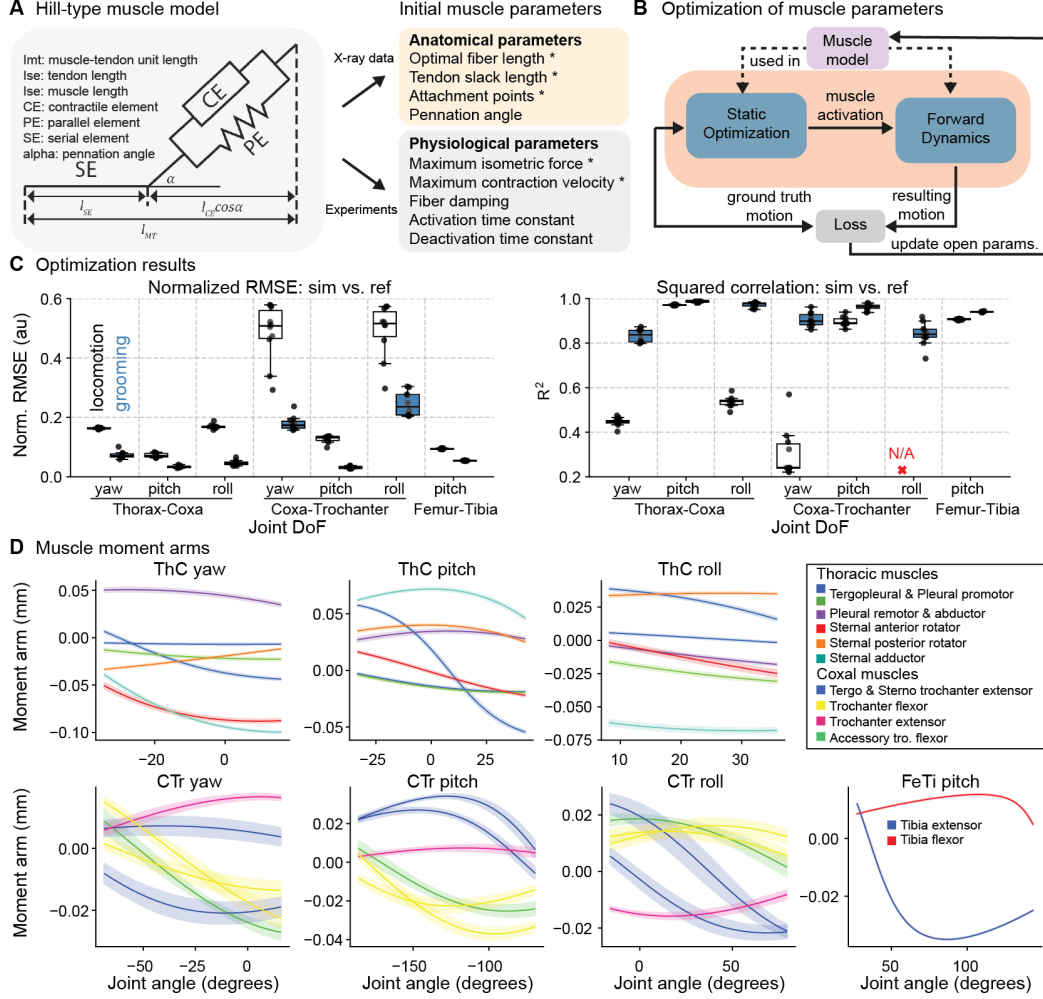 A Hill-type muscle model
lmt: muscle-tendon unit length
lse: tendon length
lse: muscle length
CE: contractile element
PE: parallel element
SE: serial element
alpha: pennation angle
SE
CE
PE
α
l_SE
l_CE cosα
l_MT
X-ray data
Experiments
Initial muscle parameters
Anatomical parameters
Optimal fiber length *
Tendon slack length *
Attachment points *
Pennation angle
Physiological parameters
Maximum isometric force *
Maximum contraction velocity *
Fiber damping
Activation time constant
Deactivation time constant
B Optimization of muscle parameters
Muscle
model
used in
Static
Optimization
muscle
activation
Forward
Dynamics
ground truth
motion
resulting
motion
Loss
update open params.
C Optimization results
Normalized RMSE: sim vs. ref
Norm. RMSE (au)
0.6
0.4
0.2
0.0
locomotion
grooming
yaw pitch roll yaw pitch roll pitch
Thorax-Coxa Coxa-Trochanter Femur-Tibia
Joint DoF
Squared correlation: sim vs. ref
R²
1.0
0.8
0.6
0.4
0.2
N/A
yaw pitch roll yaw pitch roll pitch
Thorax-Coxa Coxa-Trochanter Femur-Tibia
Joint DoF
D Muscle moment arms
ThC yaw
Moment arm (mm)
0.05
0.00
−0.05
−0.10
−20 0
ThC pitch
0.05
0.00
−0.05
−25 0 25
ThC roll
0.025
0.000
−0.025
−0.050
−0.075
10 20 30
Thoracic muscles
Tergopleural & Pleural promotor
Pleural remotor & abductor
Sternal anterior rotator
Sternal posterior rotator
Sternal adductor
Coxal muscles
Tergo & Sterno trochanter extensor
Trochanter flexor
Trochanter extensor
Accessory tro. flexor
CTr yaw
Moment arm (mm)
0.00
−0.02
−50 0
Joint angle (degrees)
CTr pitch
0.02
0.00
−0.02
−0.04
−150 −100
Joint angle (degrees)
CTr roll
0.02
0.00
−0.02
0 50
Joint angle (degrees)
FeTi pitch
Tibia extensor
Tibia flexor
0.00
−0.02
50 100
Joint angle (degrees)